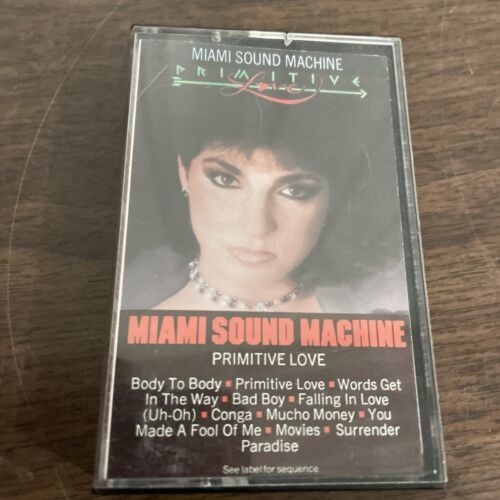 MIAMI SOUND MACHINE
PRIMITIVE
Love
MIAMI SOUND MACHINE
PRIMITIVE LOVE
Body To Body ▪ Primitive Love ▪ Words Get
In The Way ▪ Bad Boy ▪ Falling In Love
(Uh-Oh) ▪ Conga ▪ Mucho Money ▪ You
Made A Fool Of Me ▪ Movies ▪ Surrender
Paradise
See label for sequence.